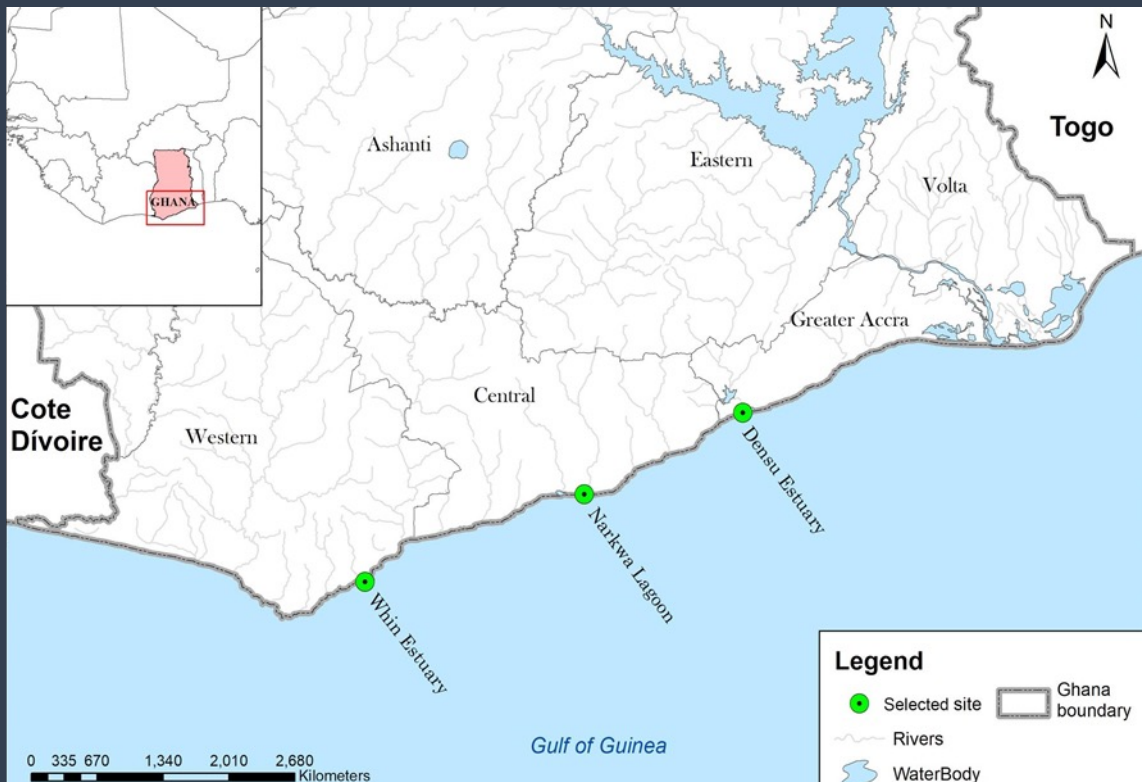 N
Togo
Ashanti
Eastern
Volta
GHANA
Greater Accra
Central
Cote
Dívoire
Western
Densu Estuary
Narkwa Lagoon
Whin Estuary
Gulf of Guinea
0 335 670 1,340 2,010 2,680
Kilometers
Legend
Selected site
Ghana
boundary
Rivers
WaterBody